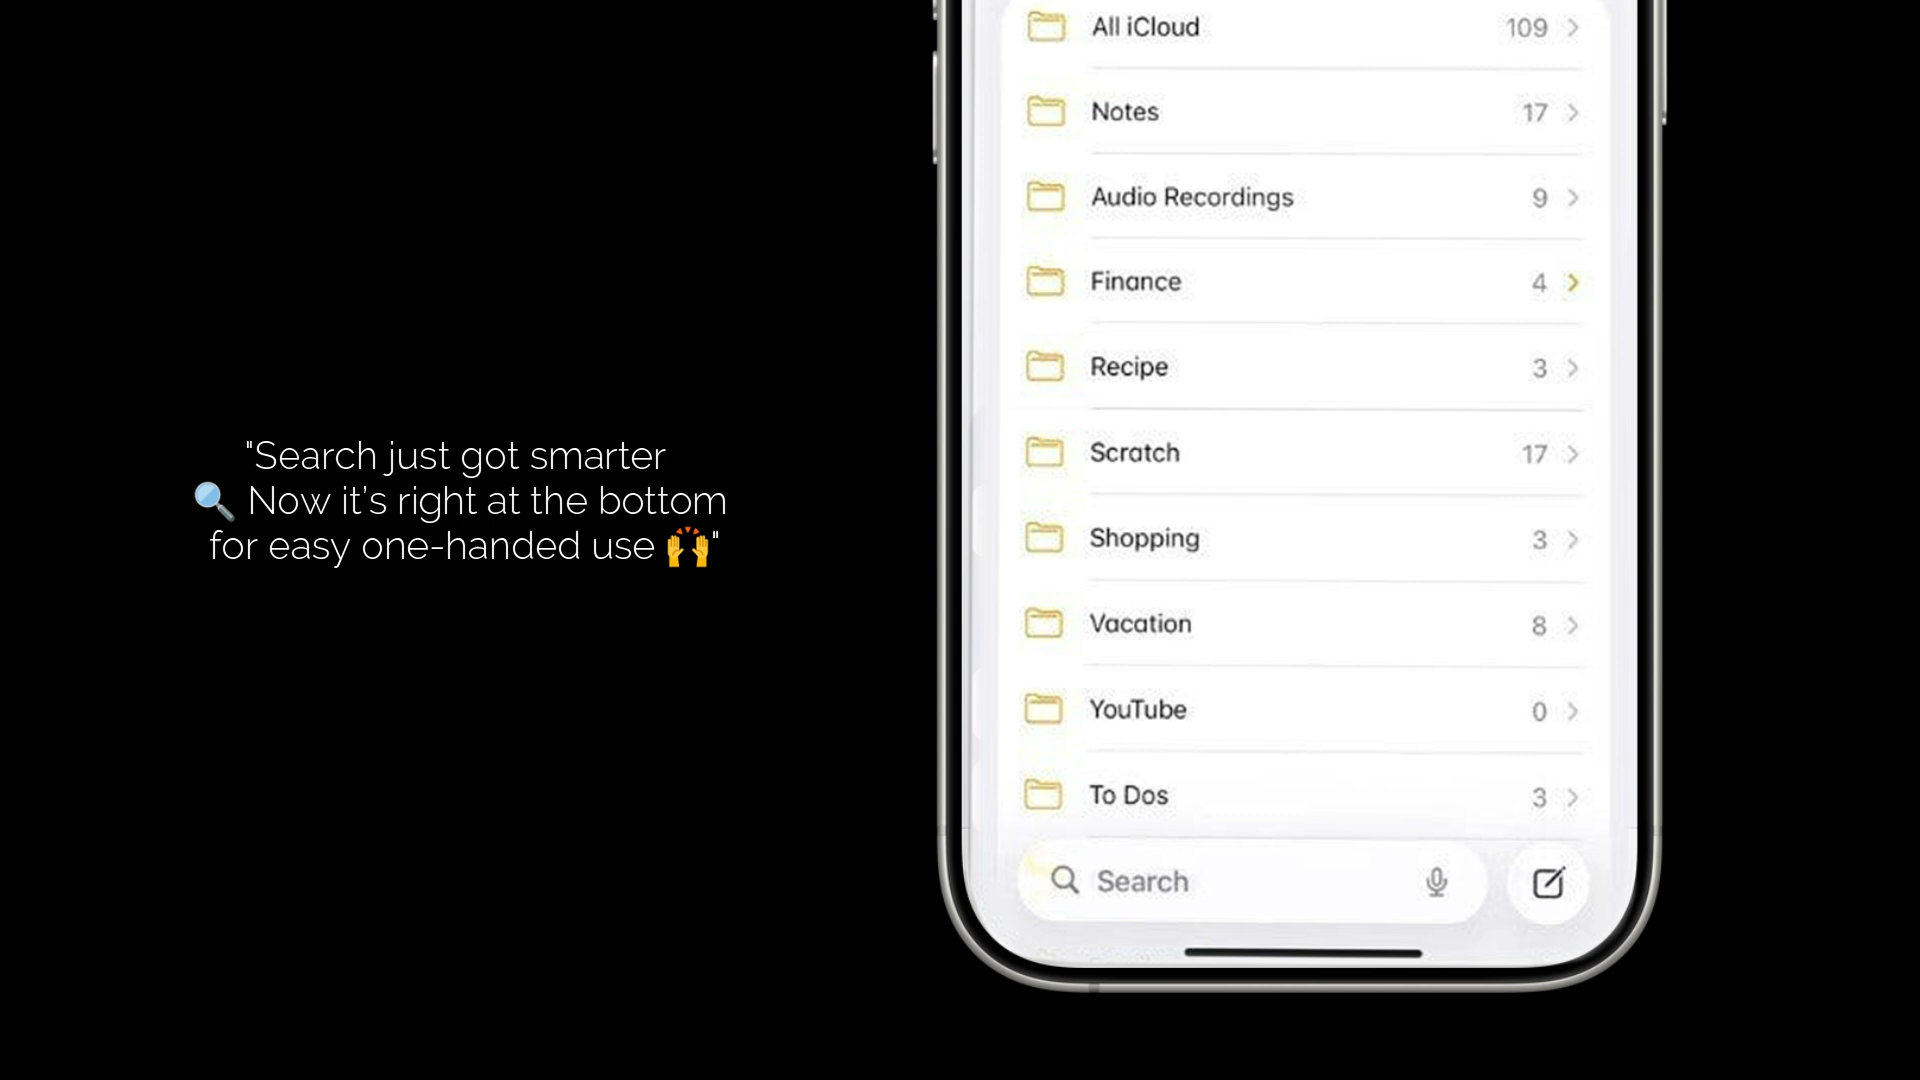 "Search just got smarter
🔍 Now it's right at the bottom
for easy one-handed use 🙌"
All iCloud 109
Notes 17
Audio Recordings 9
Finance 4
Recipe 3
Scratch 17
Shopping 3
Vacation 8
YouTube 0
To Dos 3
Search